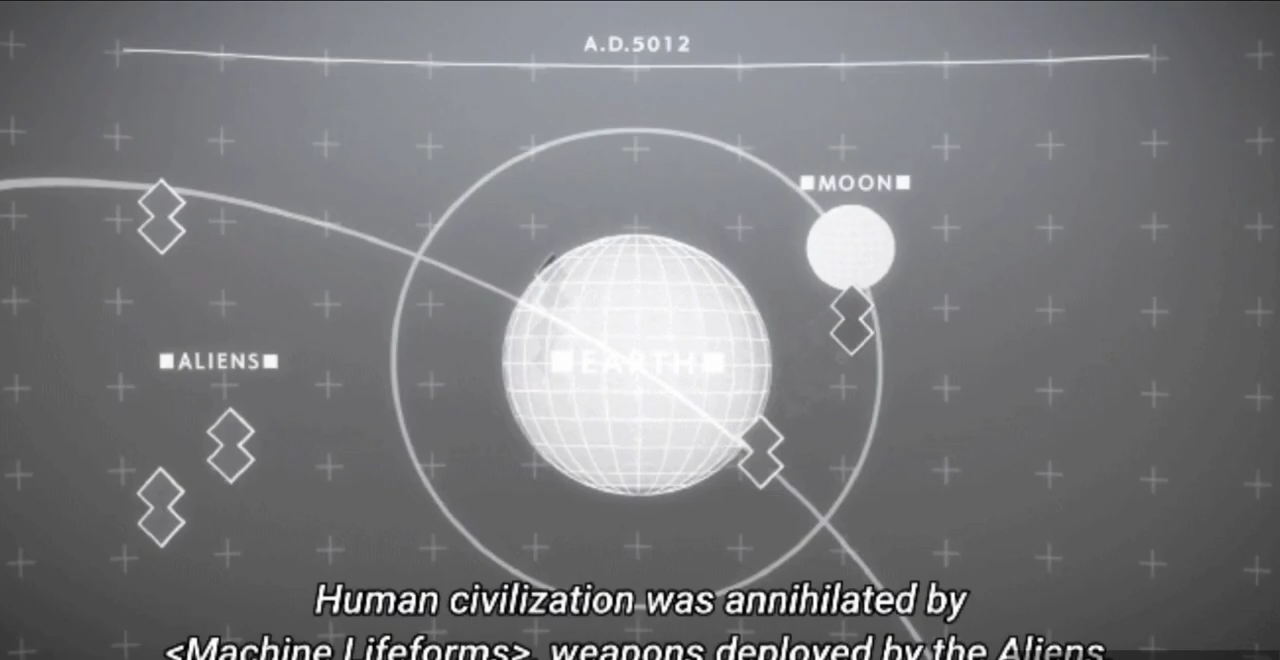 A.D.5012
■MOON■
■ALIENS■
■EARTH■
Human civilization was annihilated by
<Machine Lifeforms>, weapons deployed by the Aliens